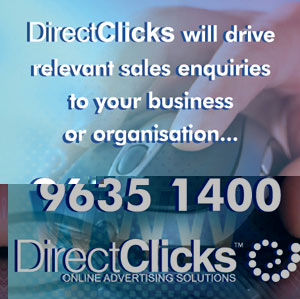 DirectClicks will drive
relevant sales enquiries
to your business
or organisation...
9635 1400
DirectClicks™
ONLINE ADVERTISING SOLUTIONS